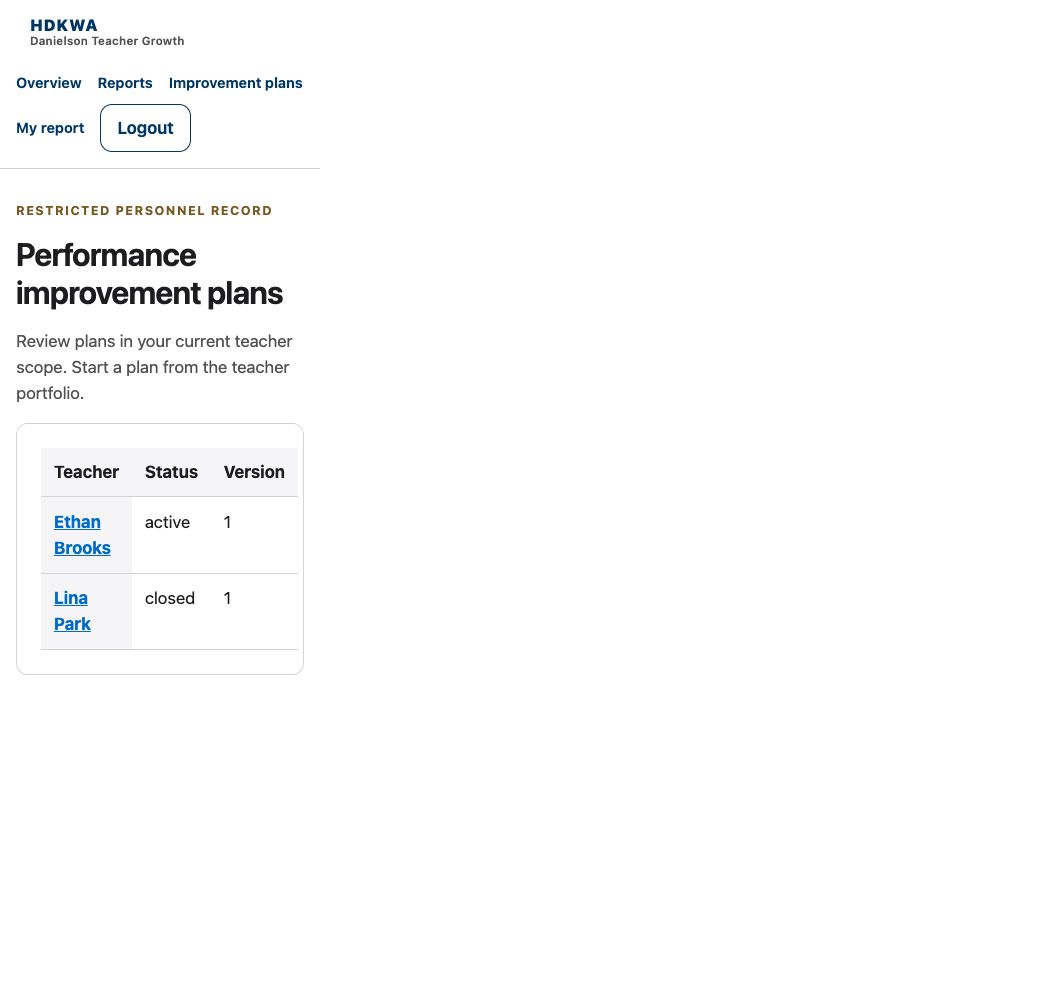 HDKWA
Danielson Teacher Growth
Overview Reports Improvement plans
My report Logout
RESTRICTED PERSONNEL RECORD
Performance
improvement plans
Review plans in your current teacher
scope. Start a plan from the teacher
portfolio.
Teacher Status Version
Ethan active 1
Brooks
Lina closed 1
Park